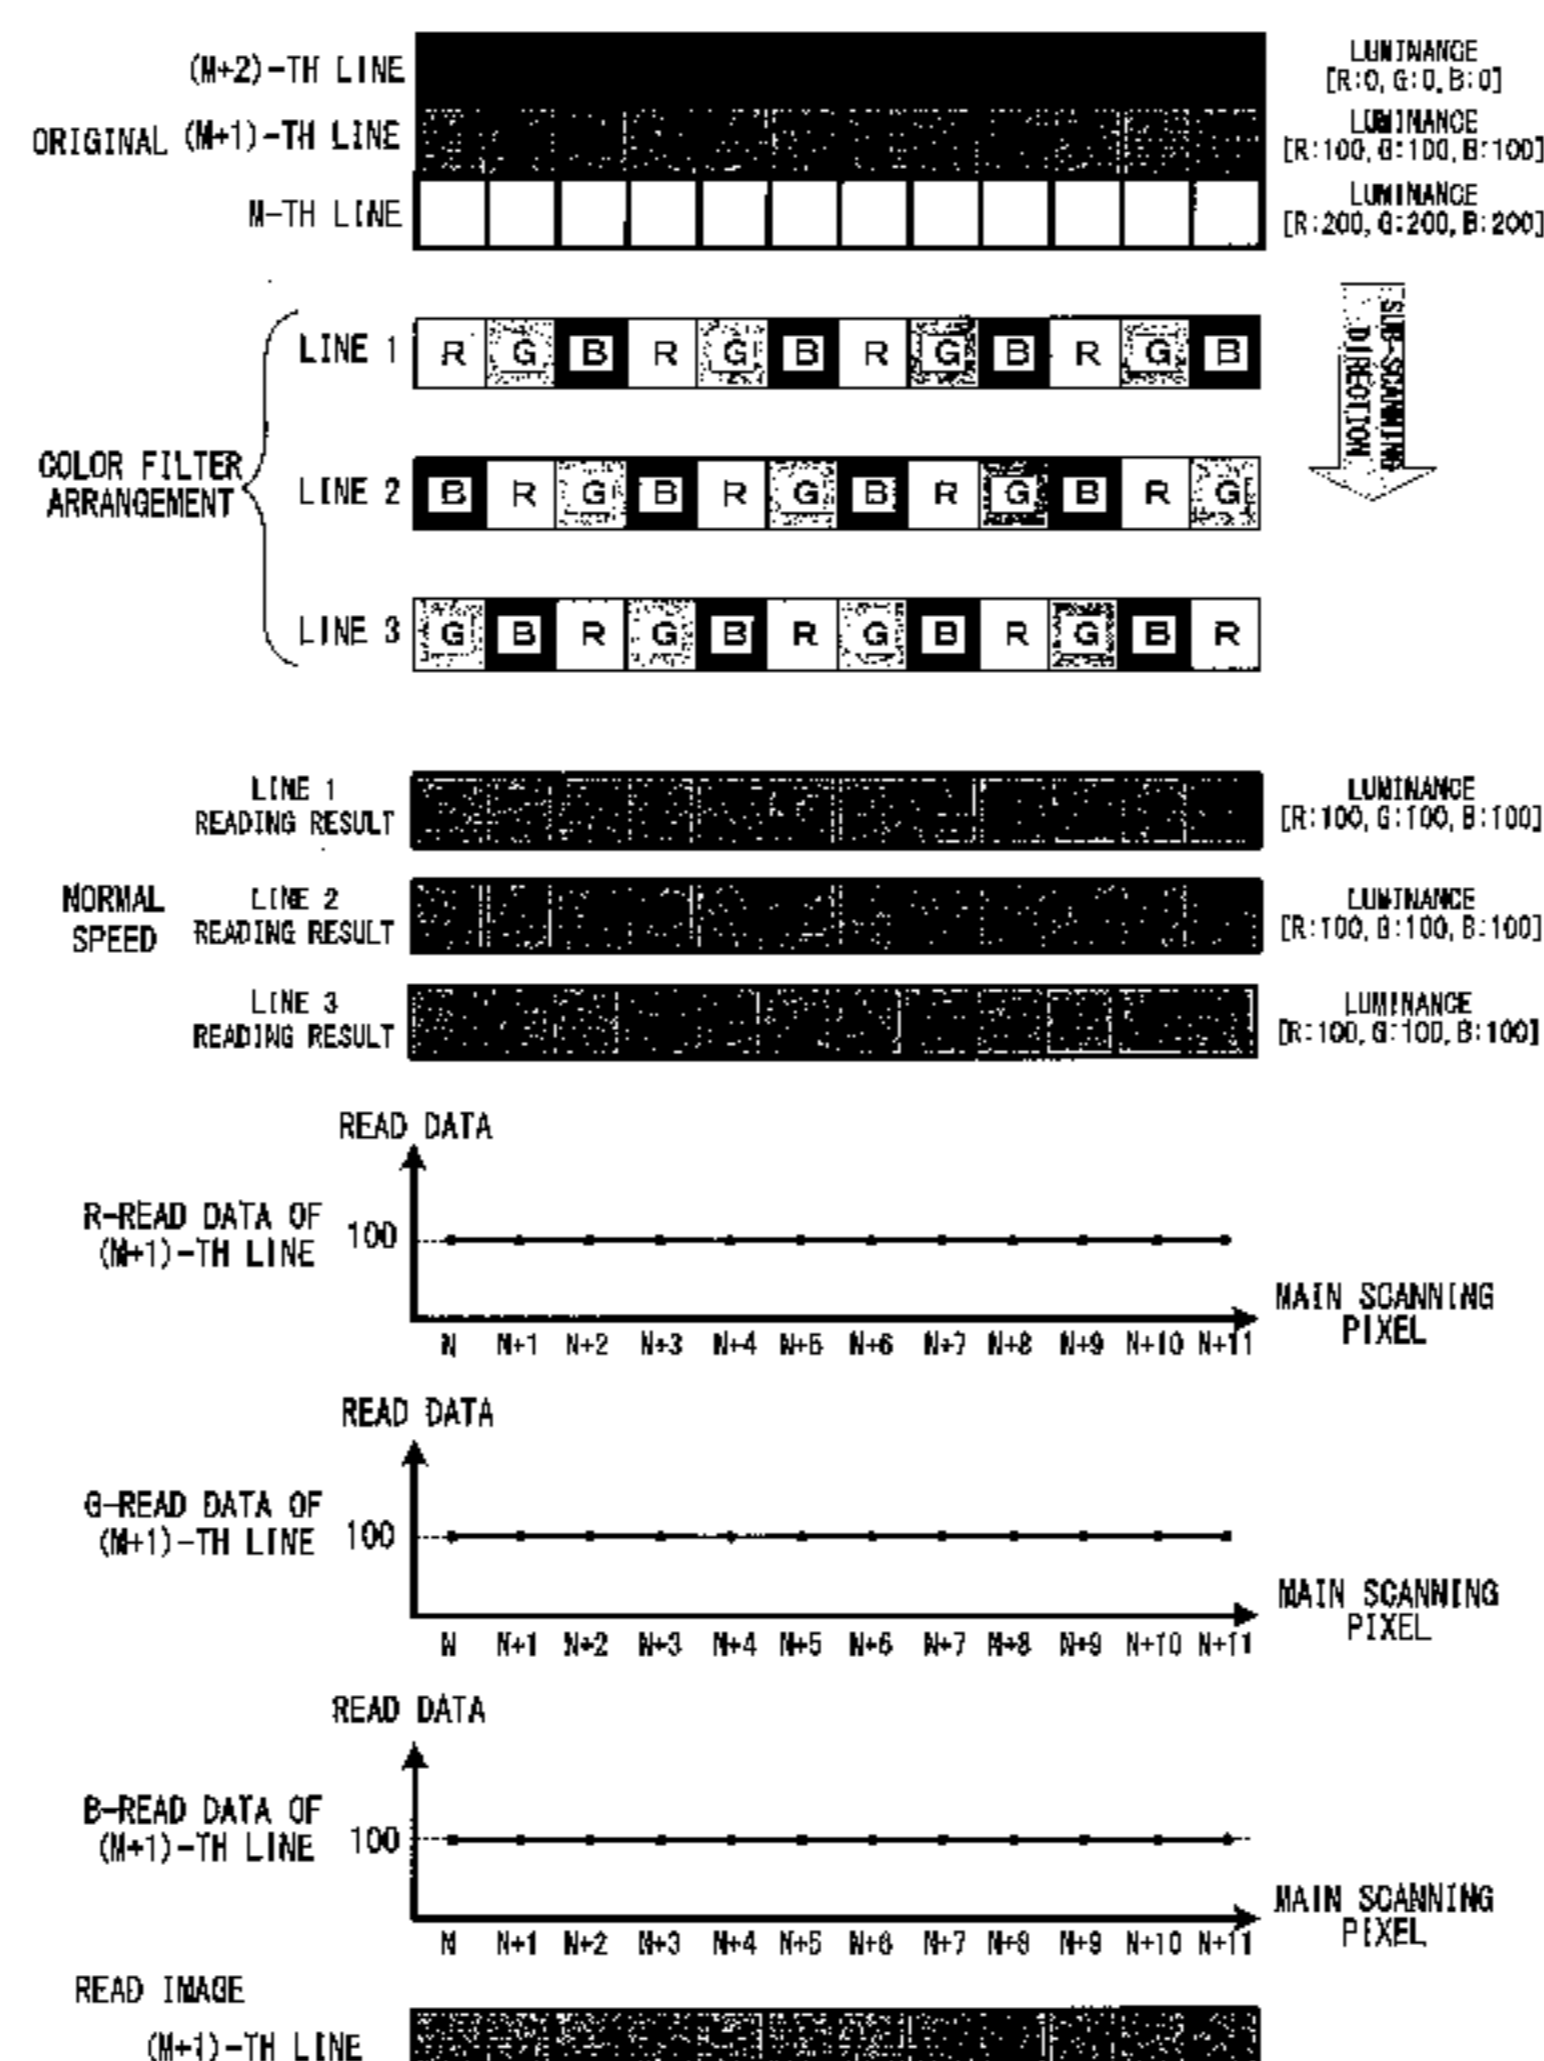 (M+2)-TH LINE
LUMINANCE
[R:0, G:0, B:0]
ORIGINAL (M+1)-TH LINE
LUMINANCE
[R:100, G:100, B:100]
M-TH LINE
LUMINANCE
[R:200, G:200, B:200]
SUB-SCANNING
DIRECTION
COLOR FILTER
ARRANGEMENT
LINE 1 R G B R G B R G B R G B
LINE 2 B R G B R G B R G B R G
LINE 3 G B R G B R G B R G B R
NORMAL
SPEED
LINE 1
READING RESULT
LUMINANCE
[R:100, G:100, B:100]
LINE 2
READING RESULT
LUMINANCE
[R:100, G:100, B:100]
LINE 3
READING RESULT
LUMINANCE
[R:100, G:100, B:100]
READ DATA
R-READ DATA OF
(M+1)-TH LINE
100
MAIN SCANNING
PIXEL
N N+1 N+2 N+3 N+4 N+5 N+6 N+7 N+8 N+9 N+10 N+11
READ DATA
G-READ DATA OF
(M+1)-TH LINE
100
MAIN SCANNING
PIXEL
N N+1 N+2 N+3 N+4 N+5 N+6 N+7 N+8 N+9 N+10 N+11
READ DATA
B-READ DATA OF
(M+1)-TH LINE
100
MAIN SCANNING
PIXEL
N N+1 N+2 N+3 N+4 N+5 N+6 N+7 N+8 N+9 N+10 N+11
READ IMAGE
(M+1)-TH LINE